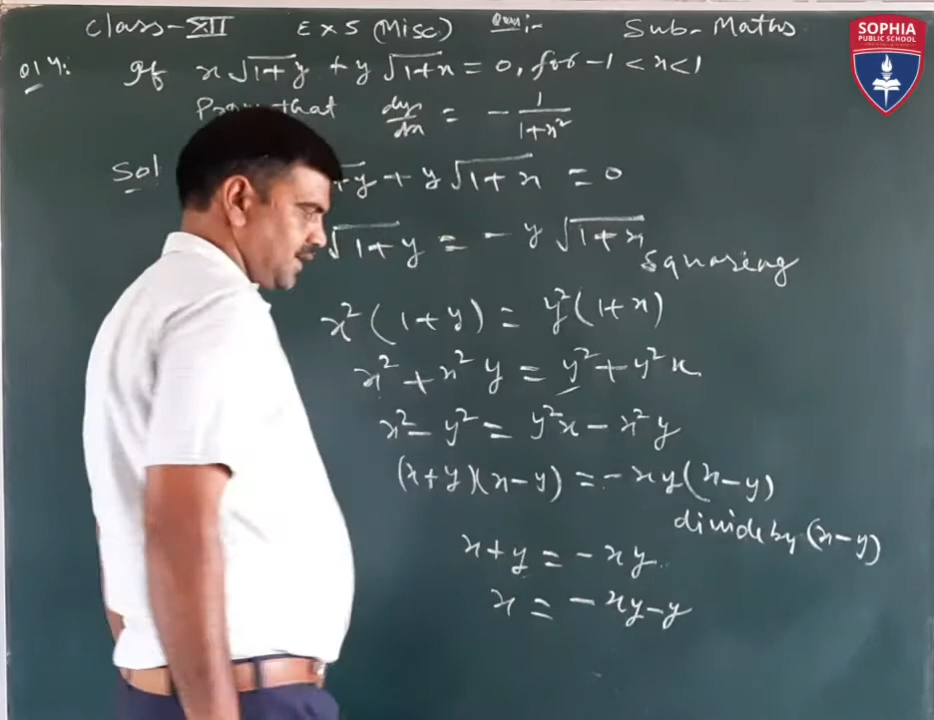 Class-XII Ex 5 (Misc) Ques:- Sub-Maths
SOPHIA
PUBLIC SCHOOL
Q14: If x√1+y + y√1+x = 0, for -1 < x < 1
Prove that dy/dx = - 1/1+x²
Sol +y + y√1+x = 0
√1+y = - y√1+x
Squaring
x²(1+y) = y²(1+x)
x² + x²y = y² + y²x
x² - y² = y²x - x²y
(x+y)(x-y) = -xy(x-y)
divide by (x-y)
x+y = -xy
x = -xy-y